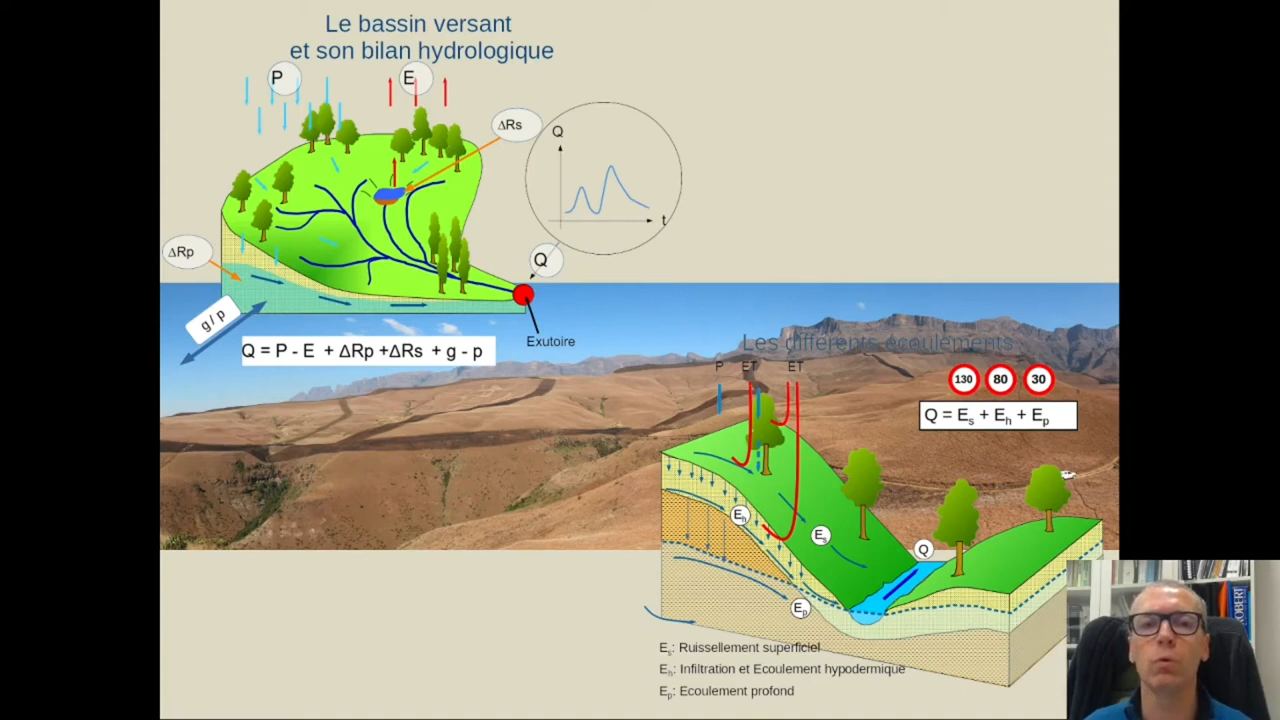 Le bassin versant
et son bilan hydrologique
P
E
ΔRs
Q
t
ΔRp
Q
g / p
Exutoire
Q = P - E + ΔRp +ΔRs + g - p
Les différents écoulements
P ET ET
130 80 30
Q = Es + Eh + Ep
Eh
Es
Q
Ep
Es: Ruissellement superficiel
Eh: Infiltration et Ecoulement hypodermique
Ep: Ecoulement profond
ROBERT